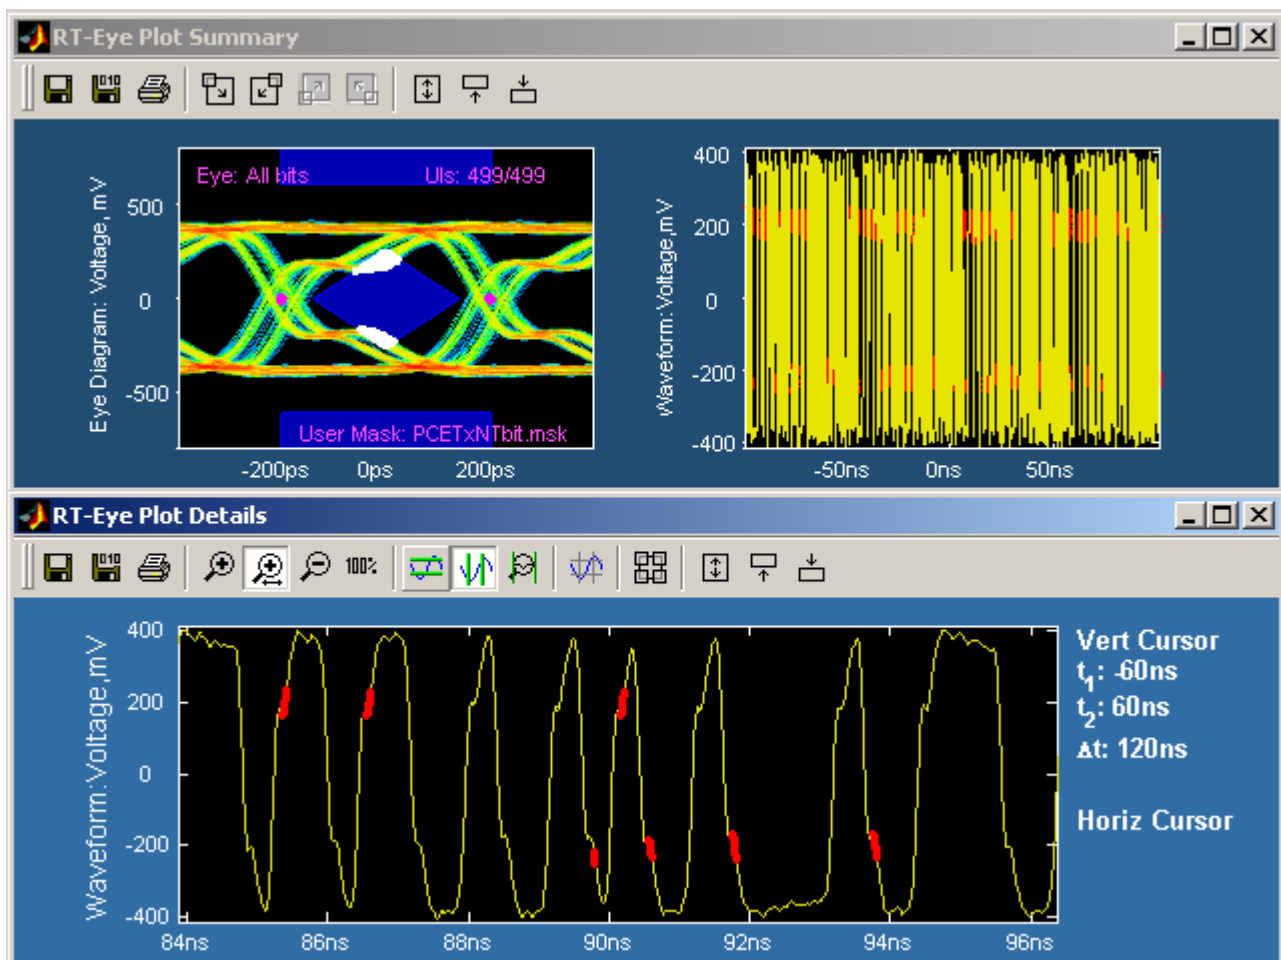 RT-Eye Plot Summary
Eye: All bits UIs: 499/499
Eye Diagram: Voltage, mV
500
0
-500
User Mask: PCETxNTbit.msk
-200ps 0ps 200ps
Waveform:Voltage,mV
400
200
0
-200
-400
-50ns 0ns 50ns
RT-Eye Plot Details
100%
Waveform:Voltage,mV
400
200
0
-200
-400
84ns 86ns 88ns 90ns 92ns 94ns 96ns
Vert Cursor
t1: -60ns
t2: 60ns
Δt: 120ns
Horiz Cursor